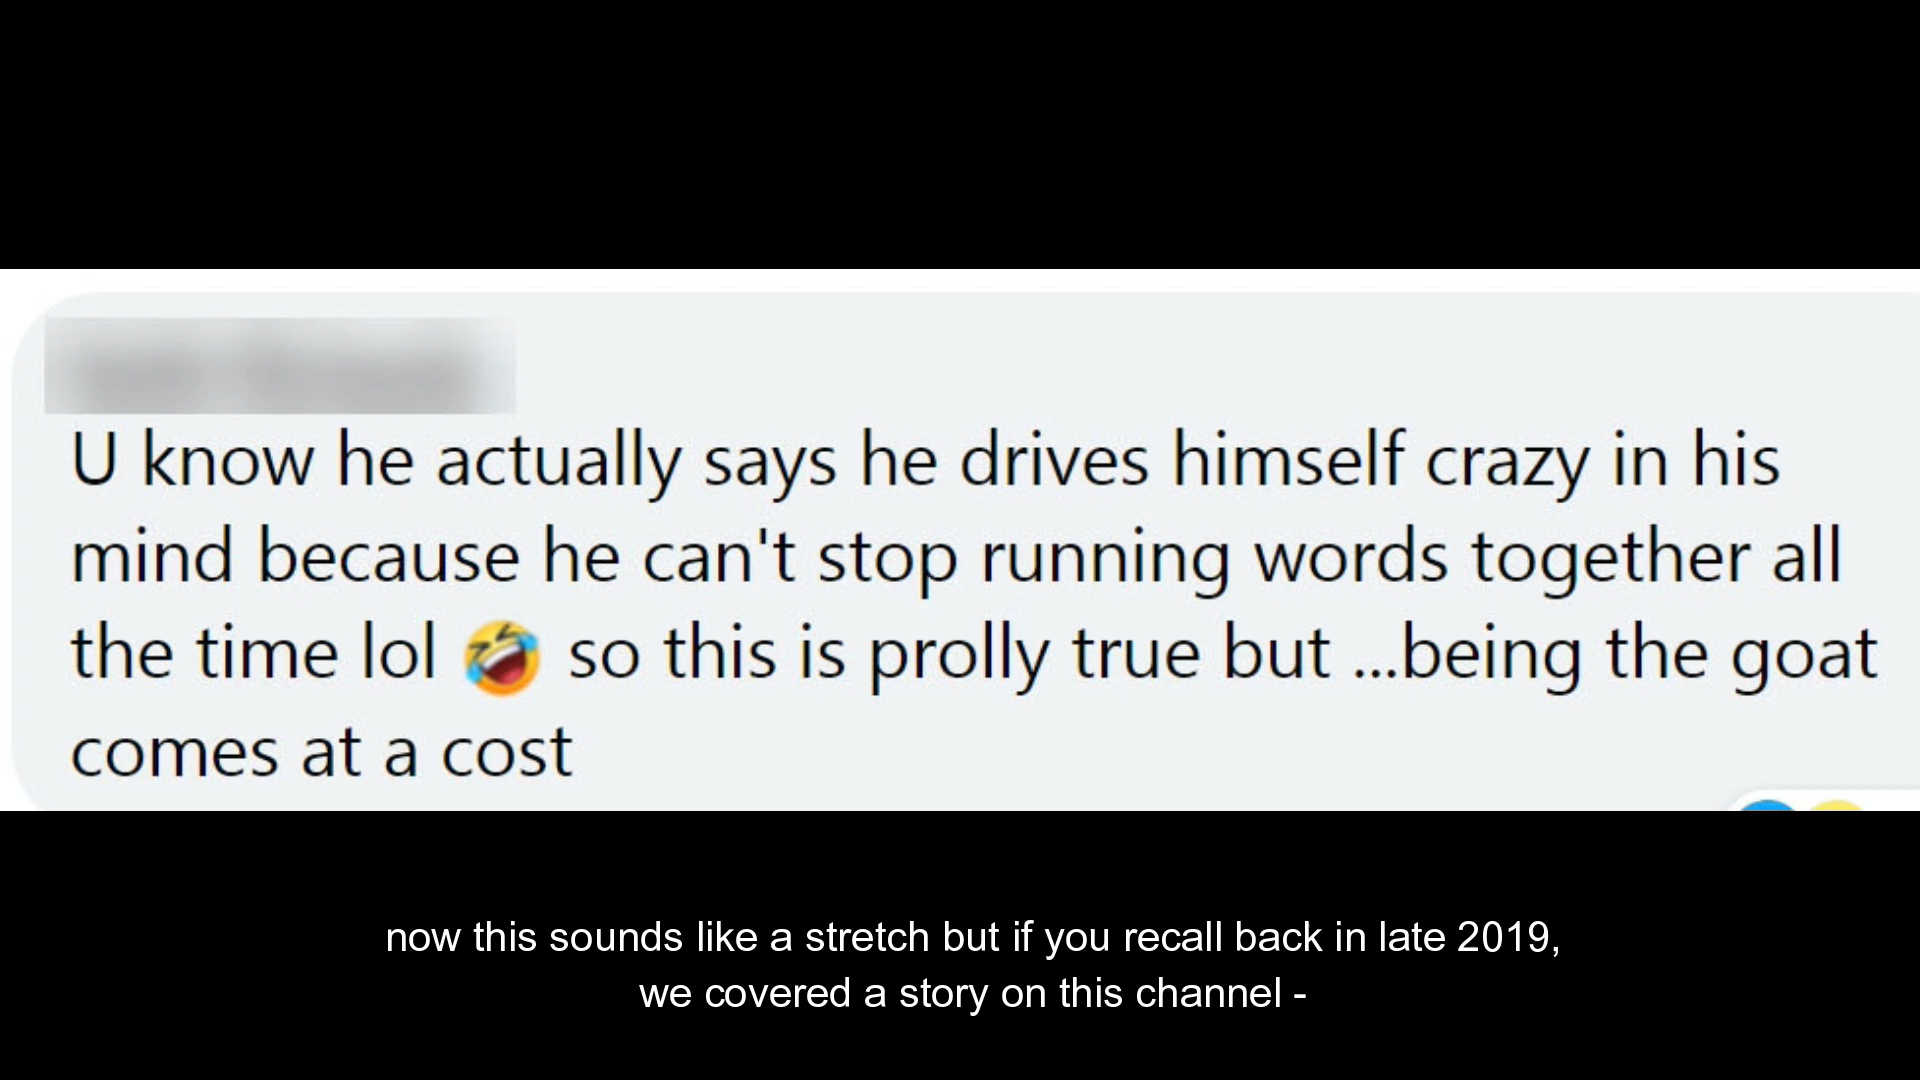 U know he actually says he drives himself crazy in his
mind because he can't stop running words together all
the time lol 🤣 so this is prolly true but ...being the goat
comes at a cost
now this sounds like a stretch but if you recall back in late 2019,
we covered a story on this channel -